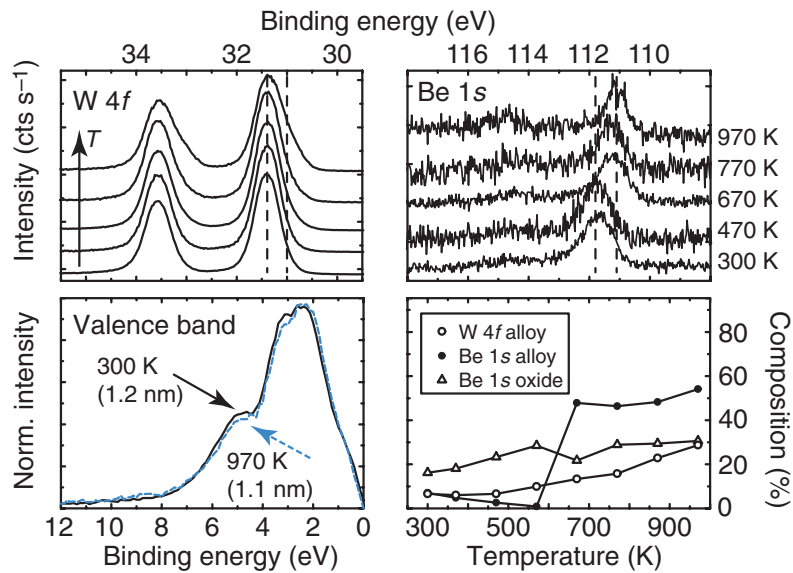 Binding energy (eV)
34 32 30
116 114 112 110
W 4f
T
Intensity (cts s⁻¹)
Be 1s
970 K
770 K
670 K
470 K
300 K
Valence band
300 K
(1.2 nm)
970 K
(1.1 nm)
Norm. intensity
12 10 8 6 4 2 0
Binding energy (eV)
W 4f alloy
Be 1s alloy
Be 1s oxide
80
60
40
20
0
Composition (%)
300 500 700 900
Temperature (K)